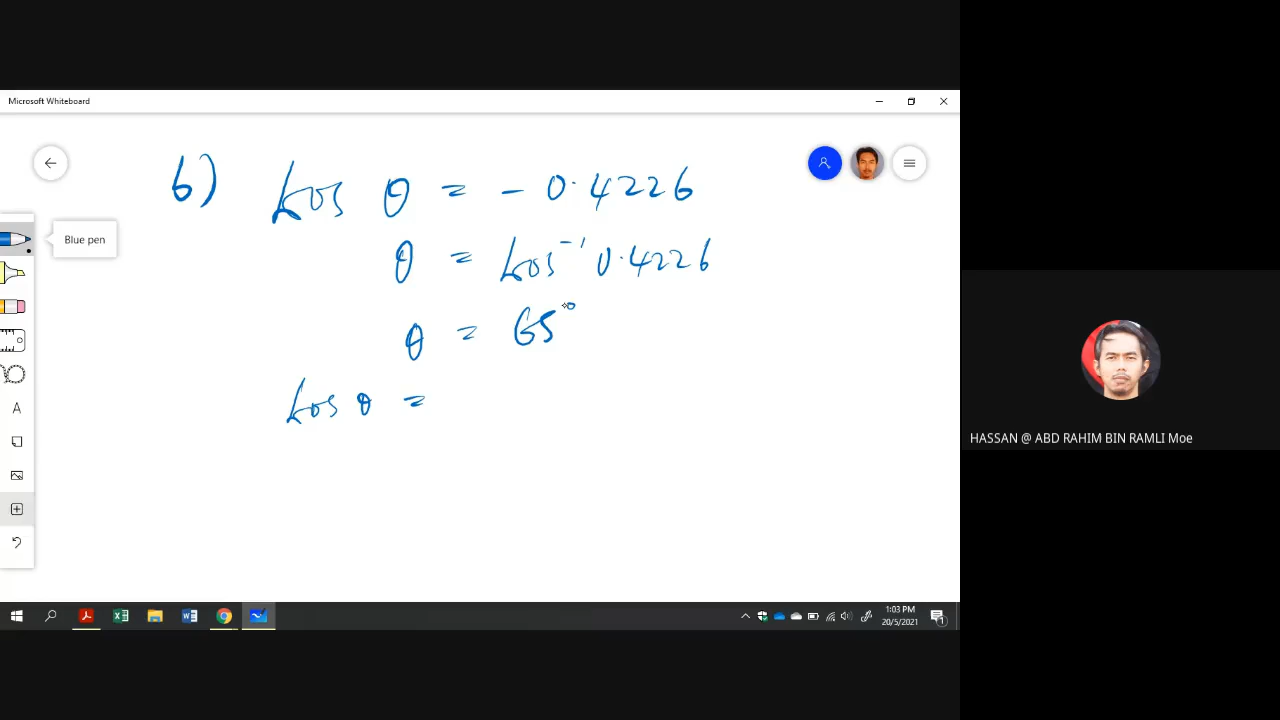 Microsoft Whiteboard
b) Cos θ = - 0.4226
Blue pen
θ = Cos⁻¹ 0.4226
θ = 65°
Cos θ =
A
HASSAN @ ABD RAHIM BIN RAMLI Moe
1:03 PM
20/5/2021
1